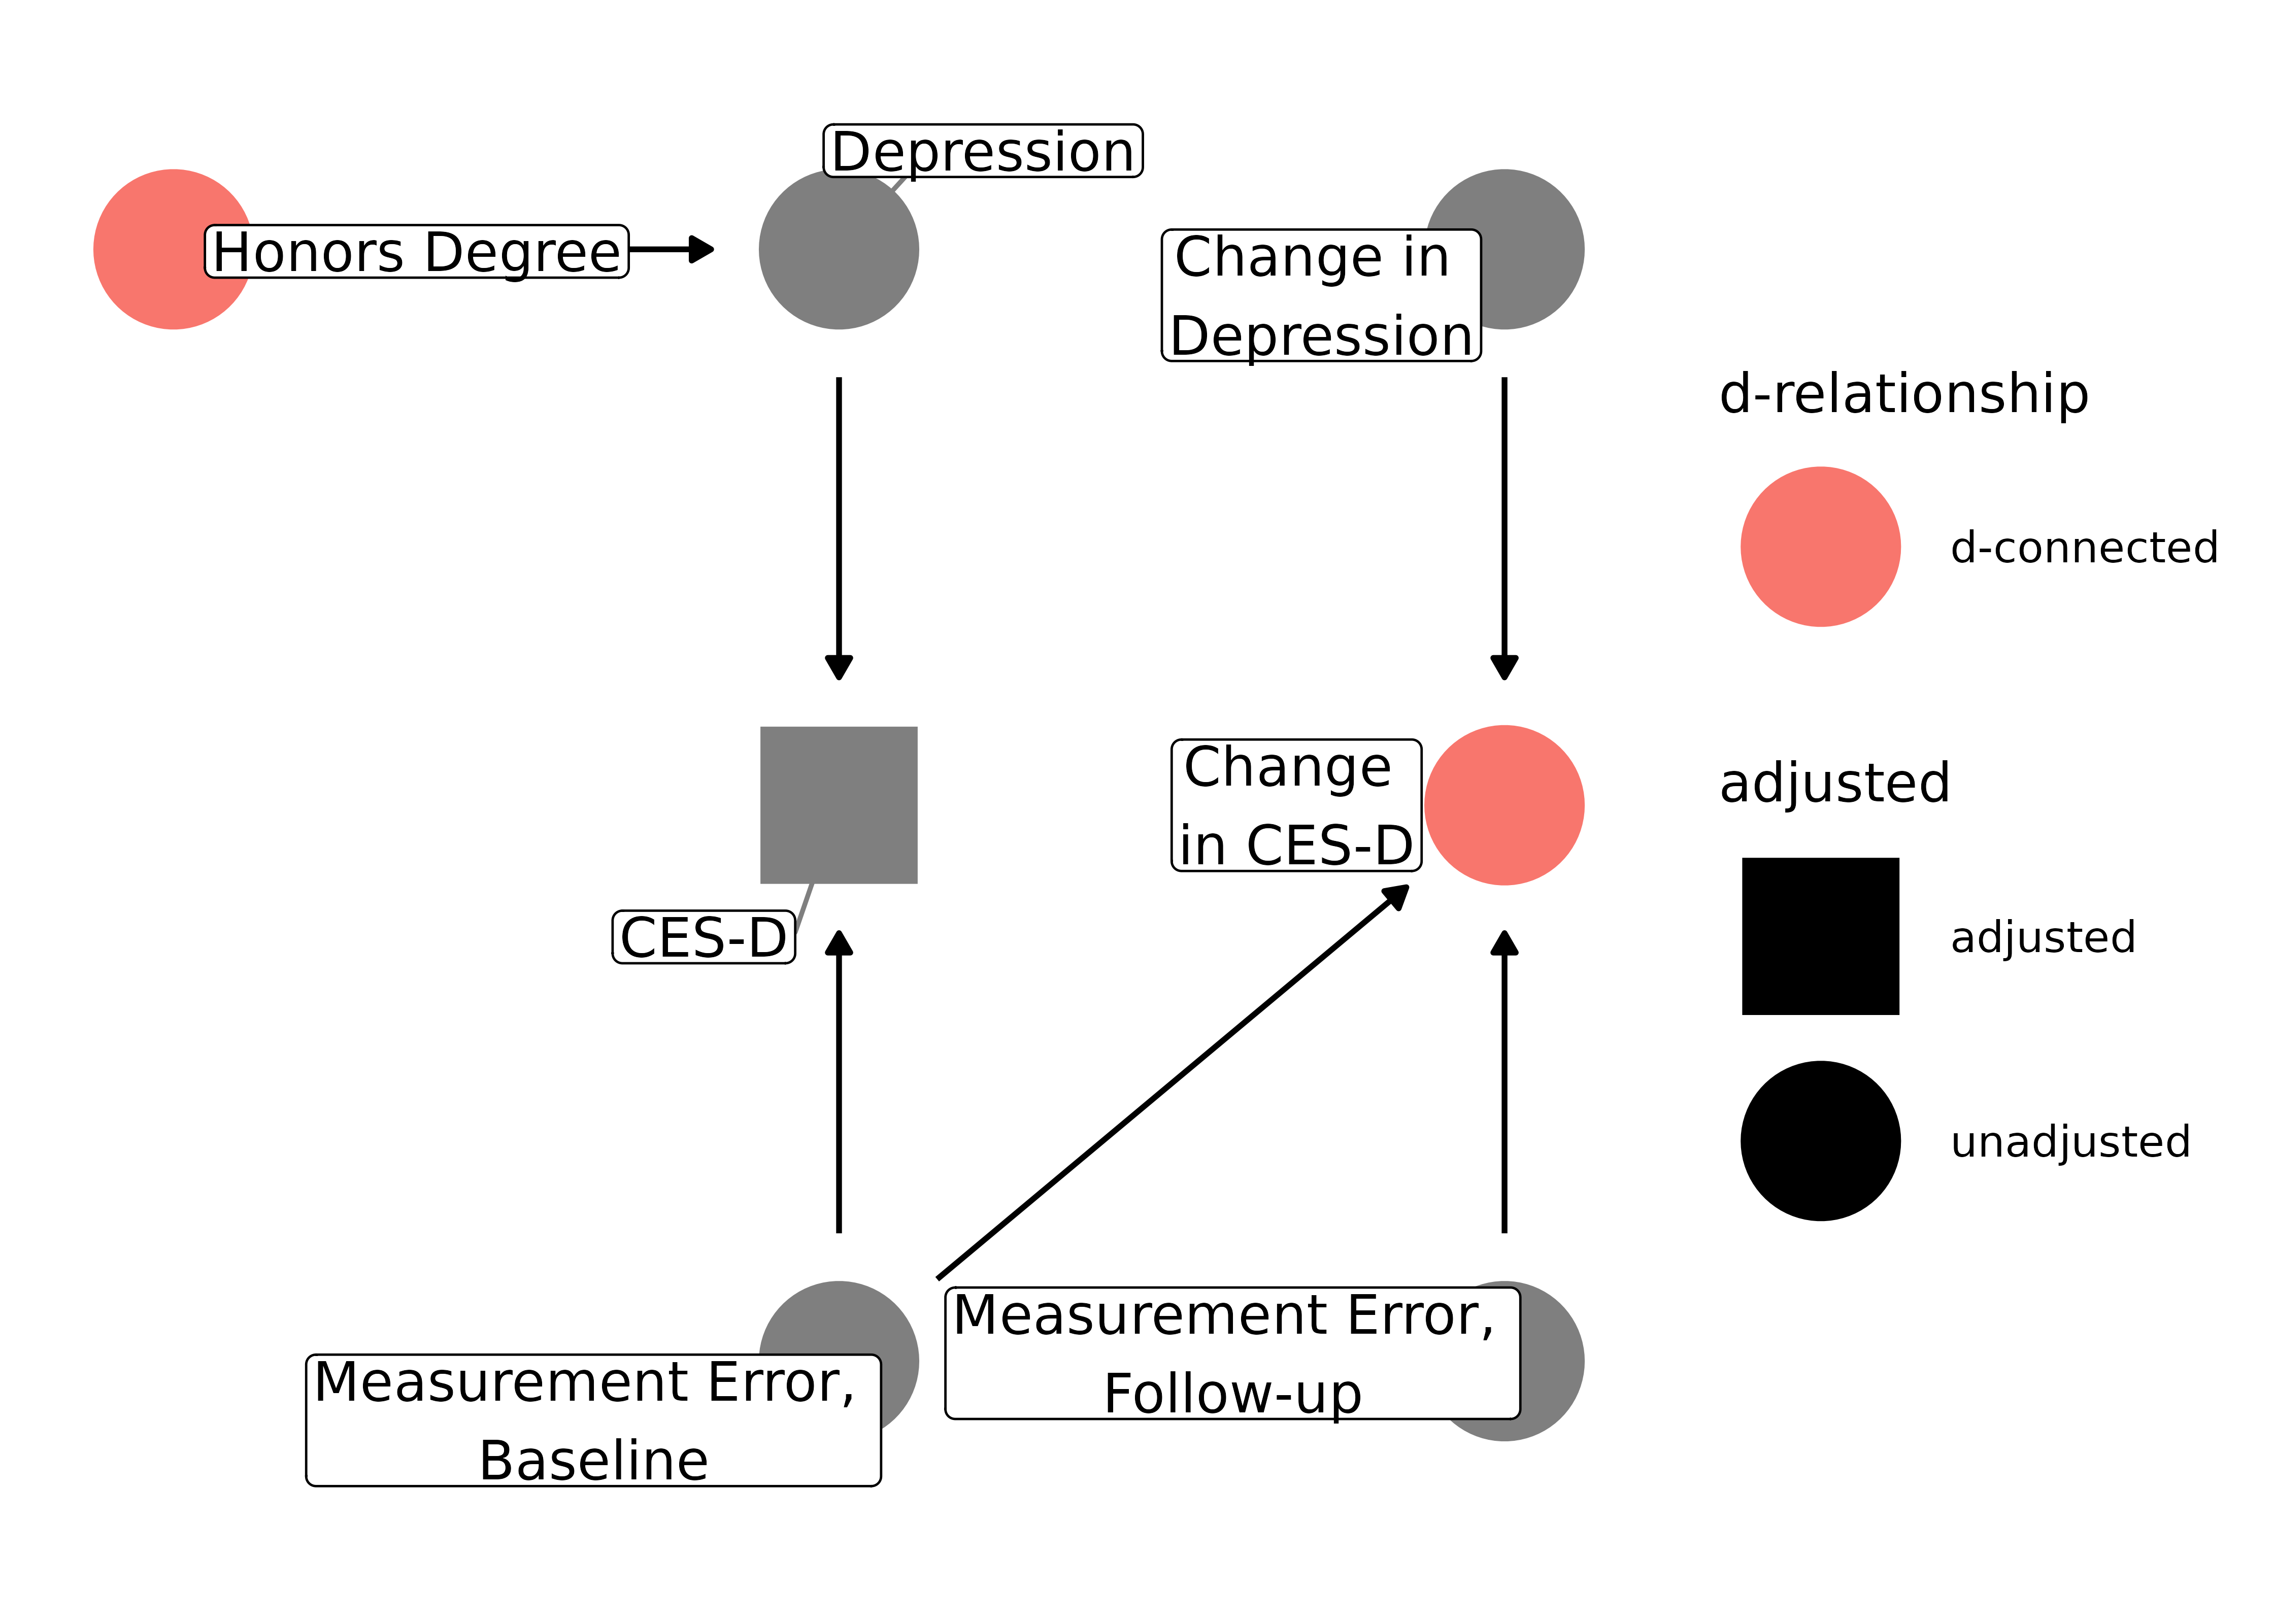 Depression
Honors Degree
Change in
Depression
d-relationship
d-connected
Change
in CES-D
adjusted
adjusted
CES-D
unadjusted
Measurement Error,
Follow-up
Measurement Error,
Baseline